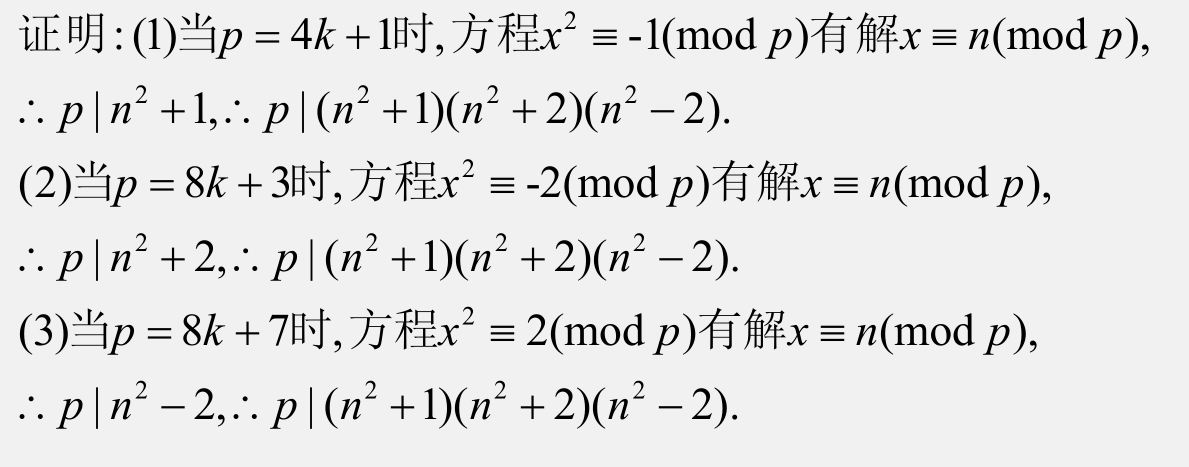 证明:(1)当p = 4k + 1时, 方程x² ≡ -1(mod p)有解x ≡ n(mod p),
∴ p | n² + 1,∴ p | (n² + 1)(n² + 2)(n² − 2).
(2)当p = 8k + 3时, 方程x² ≡ -2(mod p)有解x ≡ n(mod p),
∴ p | n² + 2,∴ p | (n² + 1)(n² + 2)(n² − 2).
(3)当p = 8k + 7时, 方程x² ≡ 2(mod p)有解x ≡ n(mod p),
∴ p | n² − 2,∴ p | (n² + 1)(n² + 2)(n² − 2).